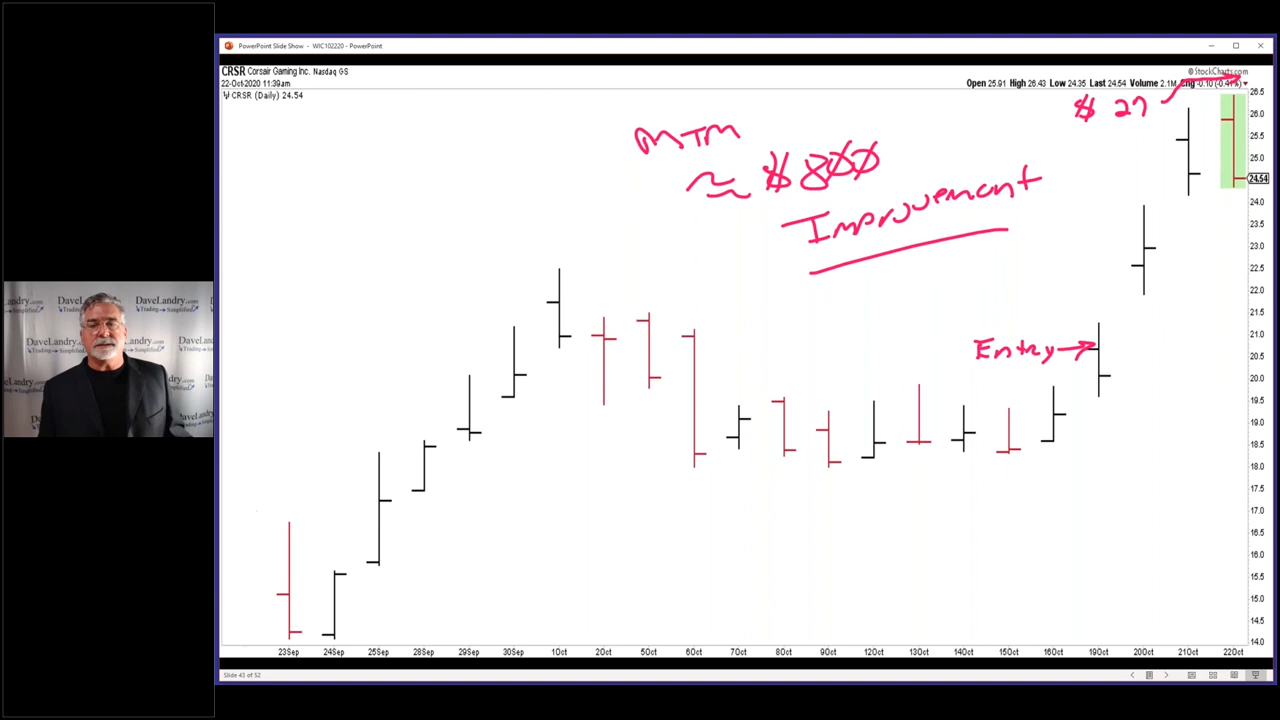 PowerPoint Slide Show - WIC102220 - PowerPoint
CRSR Corsair Gaming Inc. Nasdaq GS
© StockCharts.com
22-Oct-2020 11:39am
Open 25.91 High 26.43 Low 24.35 Last 24.54 Volume 2.1M Chg -0.10 (-0.41%)
CRSR (Daily) 24.54
$ 27
MTM
≈ $800
Improvement
Entry
26.5
26.0
25.5
25.0
24.54
24.0
23.5
23.0
22.5
22.0
21.5
21.0
20.5
20.0
19.5
19.0
18.5
18.0
17.5
17.0
16.5
16.0
15.5
15.0
14.5
14.0
23Sep 24Sep 25Sep 28Sep 29Sep 30Sep 1Oct 2Oct 5Oct 6Oct 7Oct 8Oct 9Oct 12Oct 13Oct 14Oct 15Oct 16Oct 19Oct 20Oct 21Oct 22Oct
Slide 43 of 52
DaveLandry.com
Trading Simplified